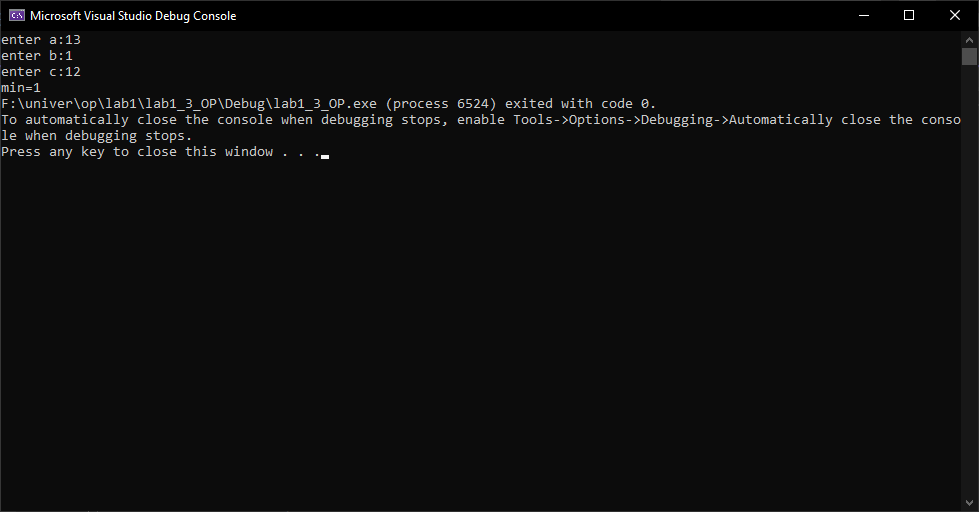 Microsoft Visual Studio Debug Console
enter a:13
enter b:1
enter c:12
min=1
F:\univer\op\lab1\lab1_3_OP\Debug\lab1_3_OP.exe (process 6524) exited with code 0.
To automatically close the console when debugging stops, enable Tools->Options->Debugging->Automatically close the conso
le when debugging stops.
Press any key to close this window . . .